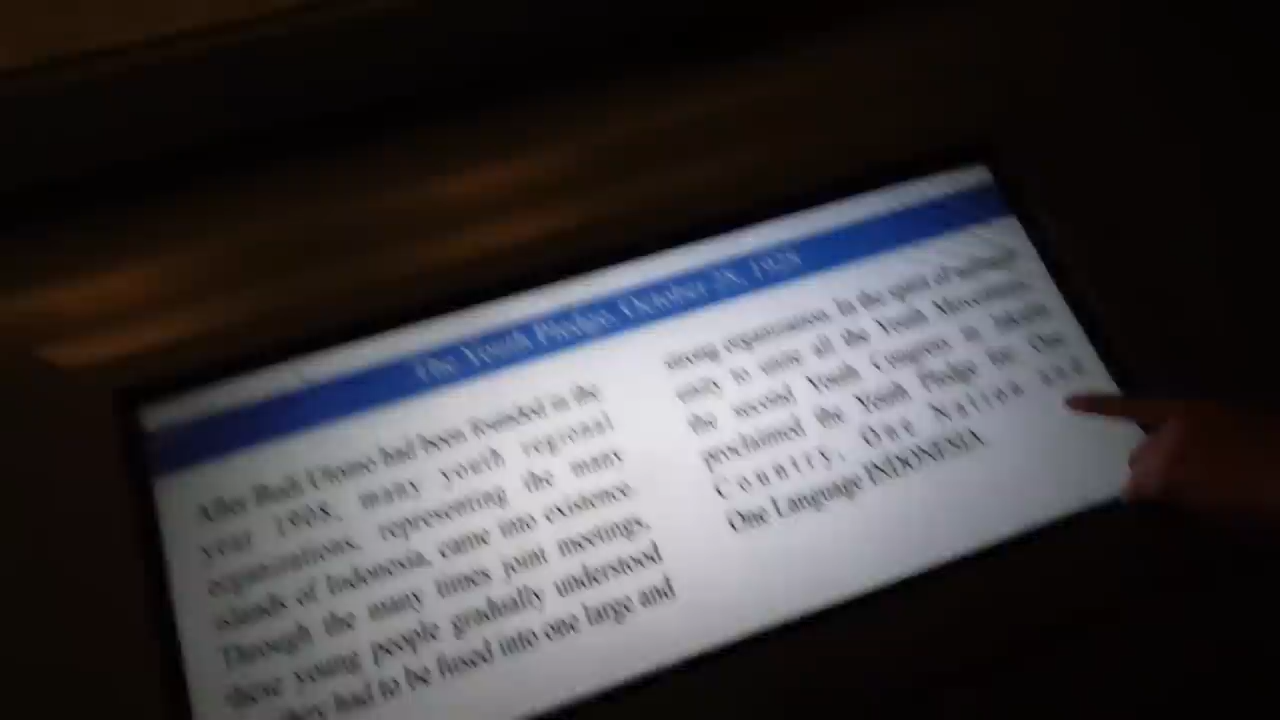 The Youth Pledge, October 28, 1928
After Budi Utomo had been founded in the
year 1908, many youth regional
organizations, representing the many
islands of Indonesia, came into existence.
Through the many times joint meetings,
these young people gradually understood
they had to be fused into one large and
strong organization. In the spirit of
unity to unite all the Youth Movements,
the second Youth Congress in Jakarta
proclaimed the Youth Pledge for: One
Country, One Nation and
One Language INDONESIA